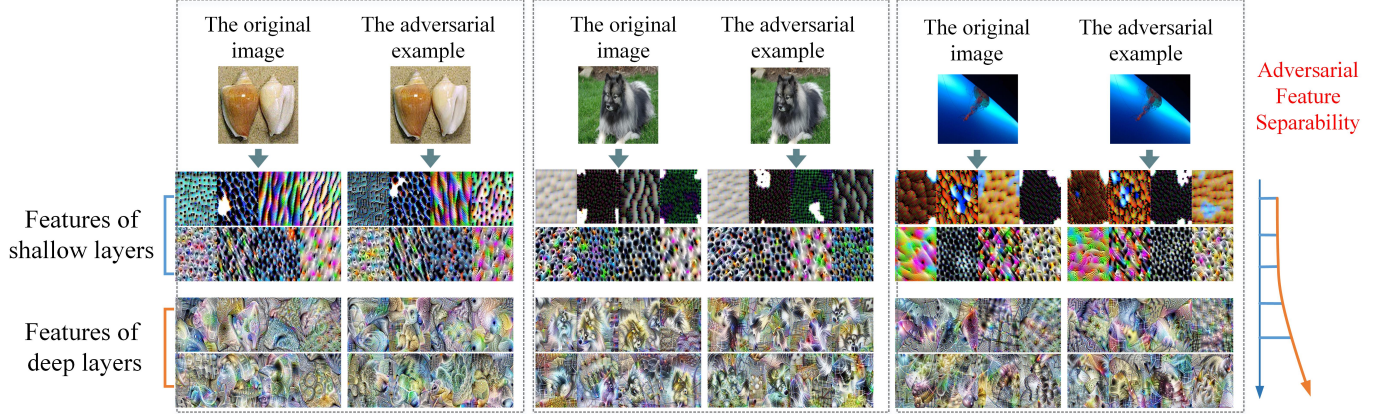 The original
image
The adversarial
example
The original
image
The adversarial
example
The original
image
The adversarial
example
Adversarial
Feature
Separability
Features of
shallow layers
Features of
deep layers